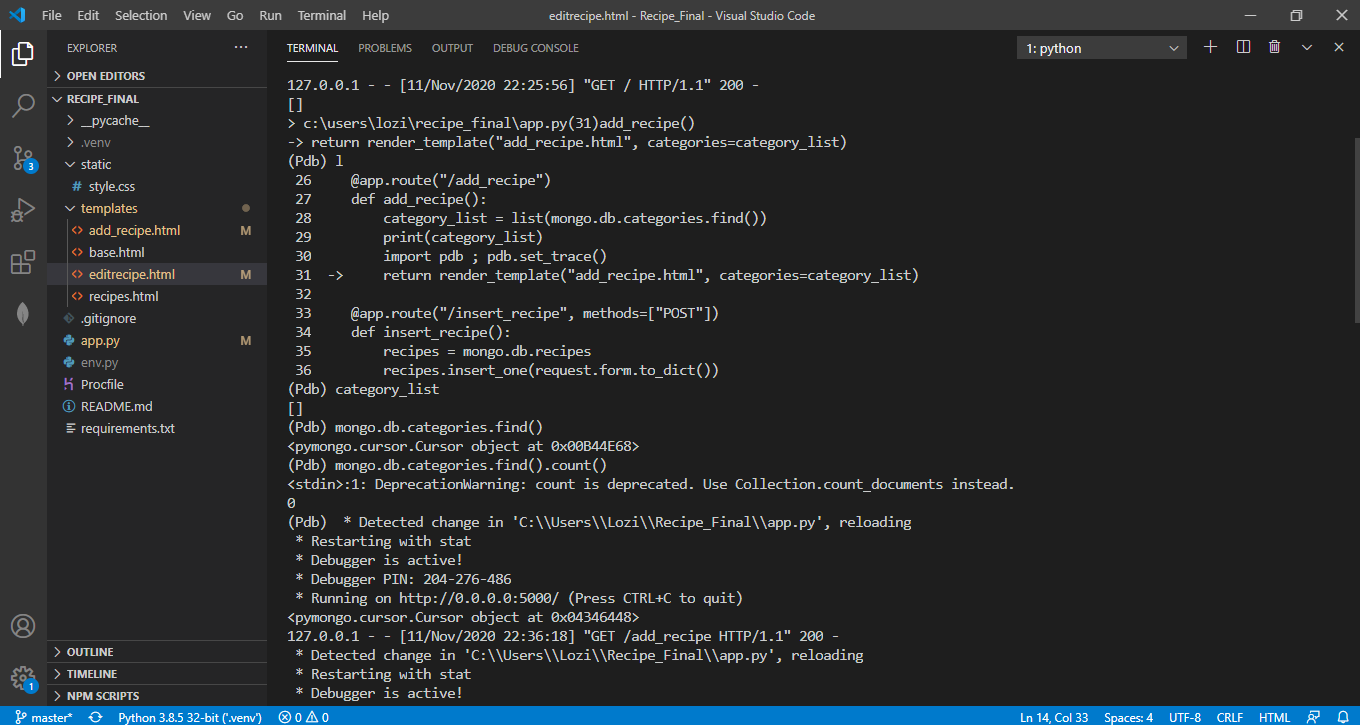 File Edit Selection View Go Run Terminal Help editrecipe.html - Recipe_Final - Visual Studio Code
EXPLORER ···
OPEN EDITORS
RECIPE_FINAL
__pycache__
.venv
static
# style.css
templates
<> add_recipe.html M
<> base.html
<> editrecipe.html M
<> recipes.html
.gitignore
app.py M
env.py
Procfile
README.md
requirements.txt
OUTLINE
TIMELINE
NPM SCRIPTS
3
1
TERMINAL PROBLEMS OUTPUT DEBUG CONSOLE 1: python
127.0.0.1 - - [11/Nov/2020 22:25:56] "GET / HTTP/1.1" 200 -
[]
> c:\users\lozi\recipe_final\app.py(31)add_recipe()
-> return render_template("add_recipe.html", categories=category_list)
(Pdb) l
26 @app.route("/add_recipe")
27 def add_recipe():
28 category_list = list(mongo.db.categories.find())
29 print(category_list)
30 import pdb ; pdb.set_trace()
31 -> return render_template("add_recipe.html", categories=category_list)
32
33 @app.route("/insert_recipe", methods=["POST"])
34 def insert_recipe():
35 recipes = mongo.db.recipes
36 recipes.insert_one(request.form.to_dict())
(Pdb) category_list
[]
(Pdb) mongo.db.categories.find()
<pymongo.cursor.Cursor object at 0x00B44E68>
(Pdb) mongo.db.categories.find().count()
<stdin>:1: DeprecationWarning: count is deprecated. Use Collection.count_documents instead.
0
(Pdb)  * Detected change in 'C:\\Users\\Lozi\\Recipe_Final\\app.py', reloading
* Restarting with stat
* Debugger is active!
* Debugger PIN: 204-276-486
* Running on http://0.0.0.0:5000/ (Press CTRL+C to quit)
<pymongo.cursor.Cursor object at 0x04346448>
127.0.0.1 - - [11/Nov/2020 22:36:18] "GET /add_recipe HTTP/1.1" 200 -
* Detected change in 'C:\\Users\\Lozi\\Recipe_Final\\app.py', reloading
* Restarting with stat
* Debugger is active!
master* Python 3.8.5 32-bit ('.venv') 0 0 Ln 14, Col 33 Spaces: 4 UTF-8 CRLF HTML